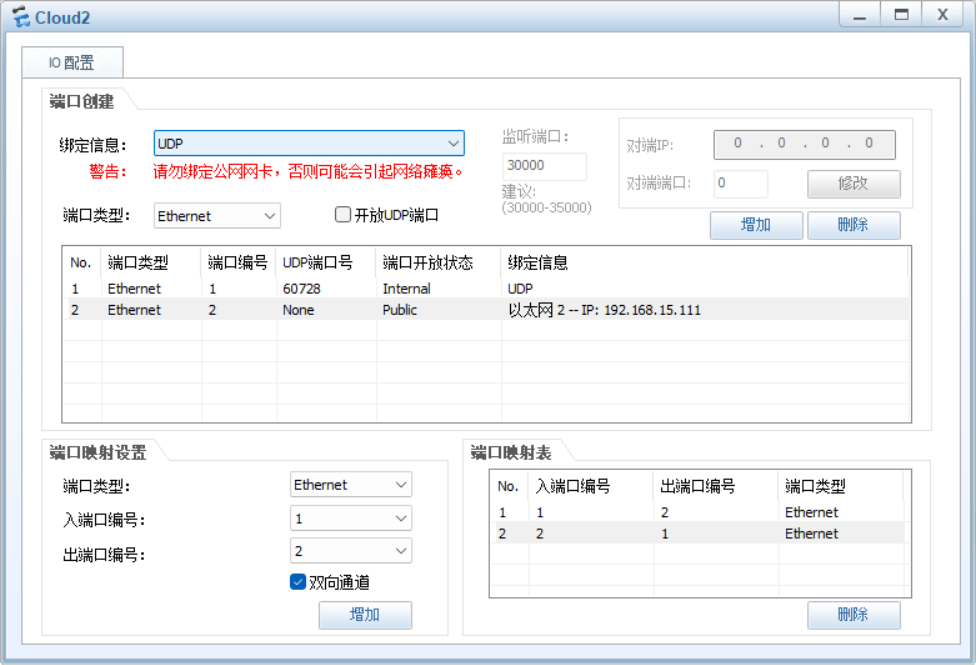 Cloud2
IO 配置
端口创建
绑定信息: UDP
警告: 请勿绑定公网网卡，否则可能会引起网络瘫痪。
端口类型: Ethernet 开放UDP端口
监听端口:
30000
建议:
(30000-35000)
对端IP: 0 . 0 . 0 . 0
对端端口: 0 修改
增加 删除
No. 端口类型 端口编号 UDP端口号 端口开放状态 绑定信息
1 Ethernet 1 60728 Internal UDP
2 Ethernet 2 None Public 以太网 2 -- IP: 192.168.15.111
端口映射设置
端口类型: Ethernet
入端口编号: 1
出端口编号: 2
双向通道
增加
端口映射表
No. 入端口编号 出端口编号 端口类型
1 1 2 Ethernet
2 2 1 Ethernet
删除